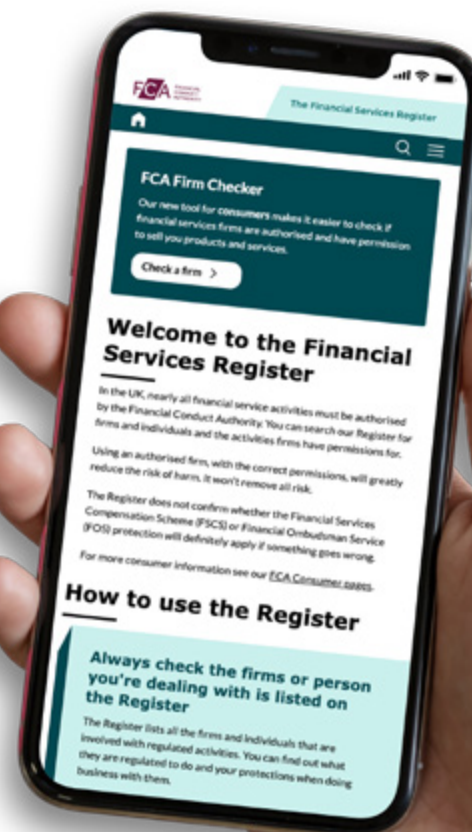 FCA FINANCIAL
CONDUCT
AUTHORITY
The Financial Services Register
FCA Firm Checker
Our new tool for consumers makes it easier to check if
financial services firms are authorised and have permission
to sell you products and services.
Check a firm >
Welcome to the Financial
Services Register
In the UK, nearly all financial service activities must be authorised
by the Financial Conduct Authority. You can search our Register for
firms and individuals and the activities firms have permissions for.
Using an authorised firm, with the correct permissions, will greatly
reduce the risk of harm. It won't remove all risk.
The Register does not confirm whether the Financial Services
Compensation Scheme (FSCS) or Financial Ombudsman Service
(FOS) protection will definitely apply if something goes wrong.
For more consumer information see our FCA Consumer pages.
How to use the Register
Always check the firms or person
you're dealing with is listed on
the Register
The Register lists all the firms and individuals that are
involved with regulated activities. You can find out what
they are regulated to do and your protections when doing
business with them.